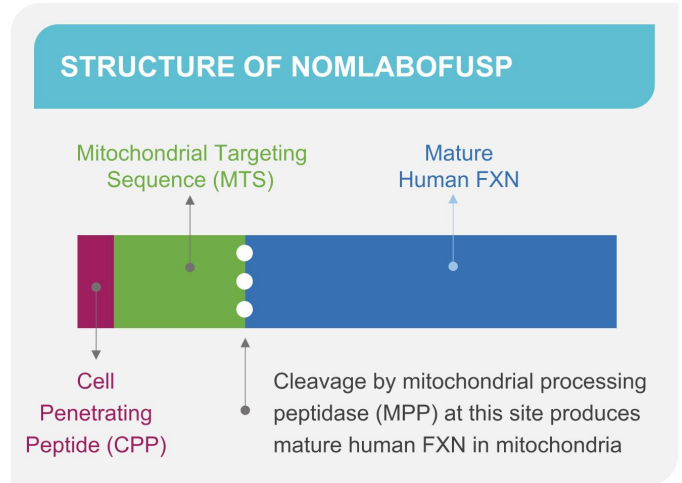 STRUCTURE OF NOMLABOFUSP
Mitochondrial Targeting
Sequence (MTS)
Mature
Human FXN
Cell
Penetrating
Peptide (CPP)
Cleavage by mitochondrial processing
peptidase (MPP) at this site produces
mature human FXN in mitochondria